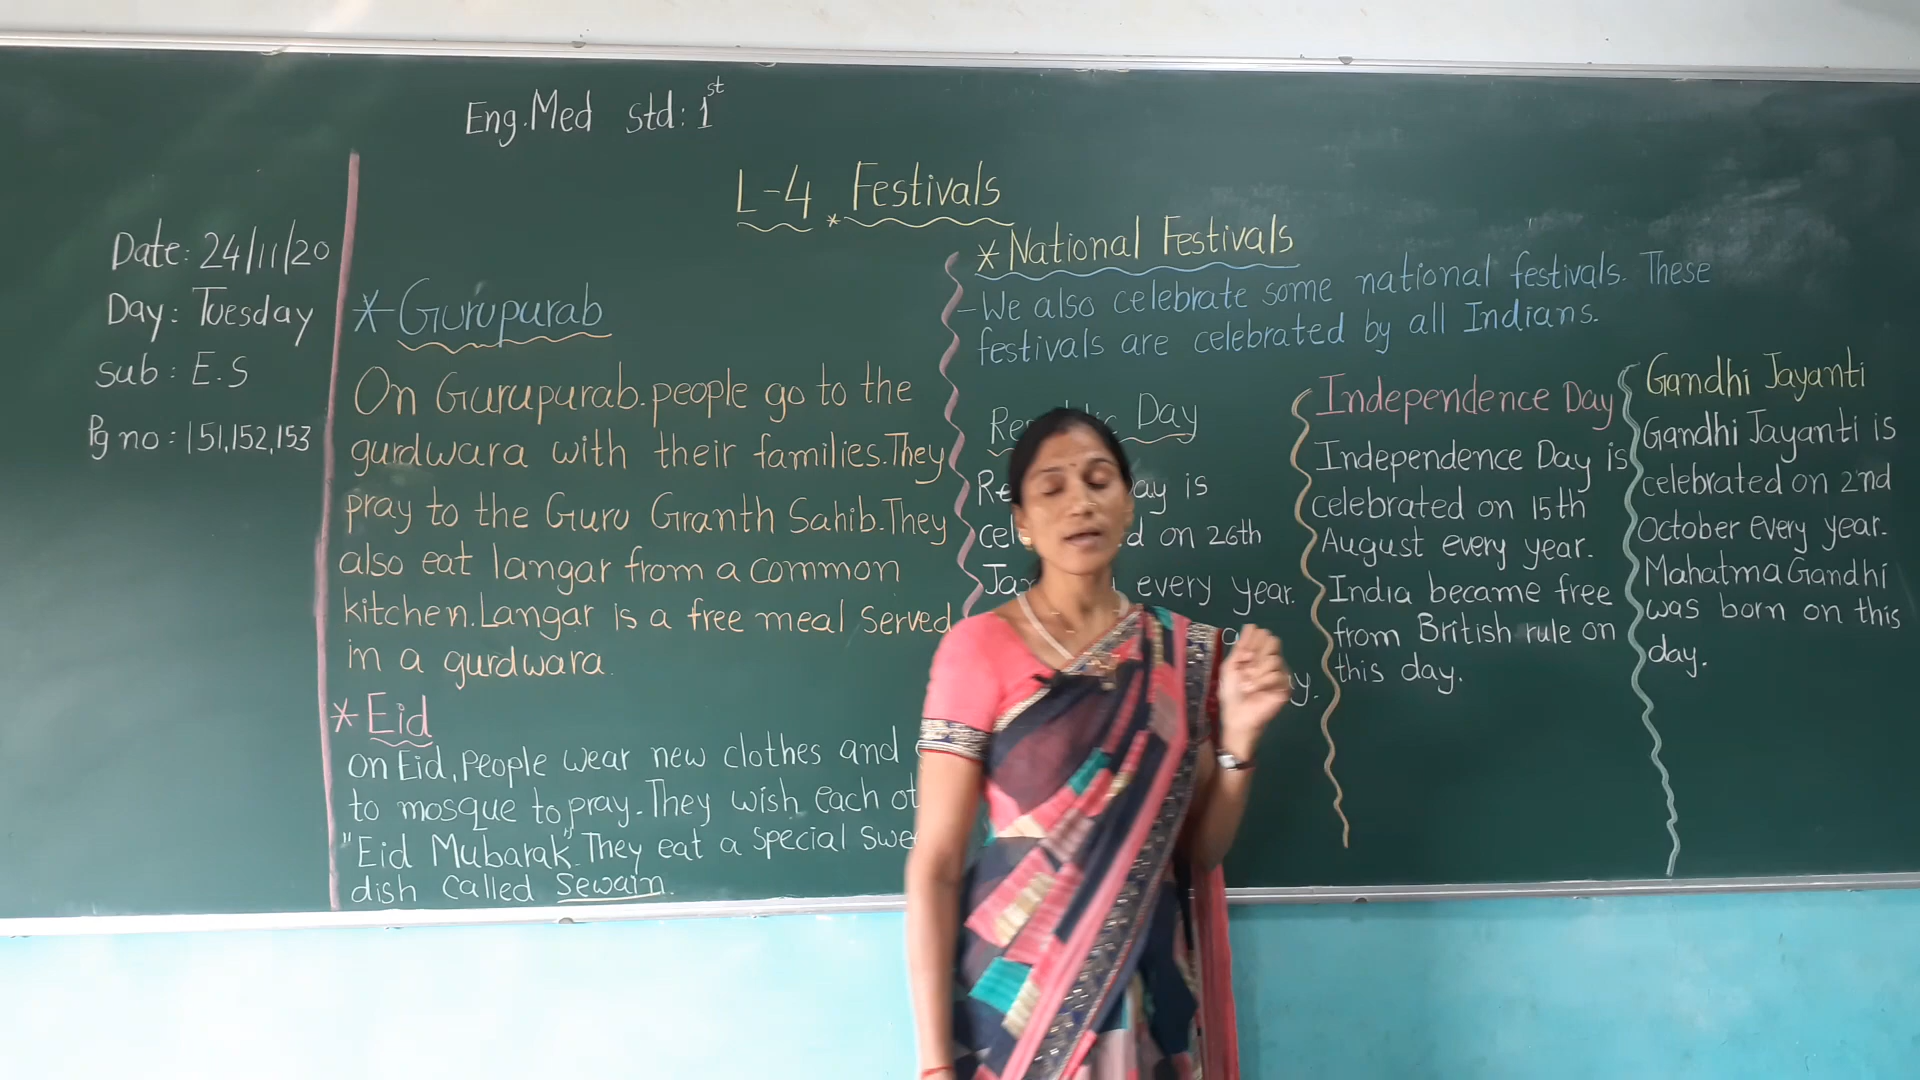 Eng.Med std: 1st
L-4 Festivals
Date: 24/11/20
Day: Tuesday
sub: E.S
Pg no: 151,152,153
* Gurupurab
On Gurupurab.people go to the
gurdwara with their families.They
pray to the Guru Granth Sahib.They
also eat langar from a common
kitchen.Langar is a free meal served
in a gurdwara.
* Eid
on Eid, People wear new clothes and
to mosque to pray. They wish each
"Eid Mubarak". They eat a special
dish called Sewain.
* National Festivals
- We also celebrate some national festivals. These
festivals are celebrated by all Indians.
Day
is
on 26th
every year.
Independence Day
Independence Day is
celebrated on 15th
August every year.
India became free
from British rule on
this day.
Gandhi Jayanti
Gandhi Jayanti is
celebrated on 2nd
October every year.
Mahatma Gandhi
was born on this
day.